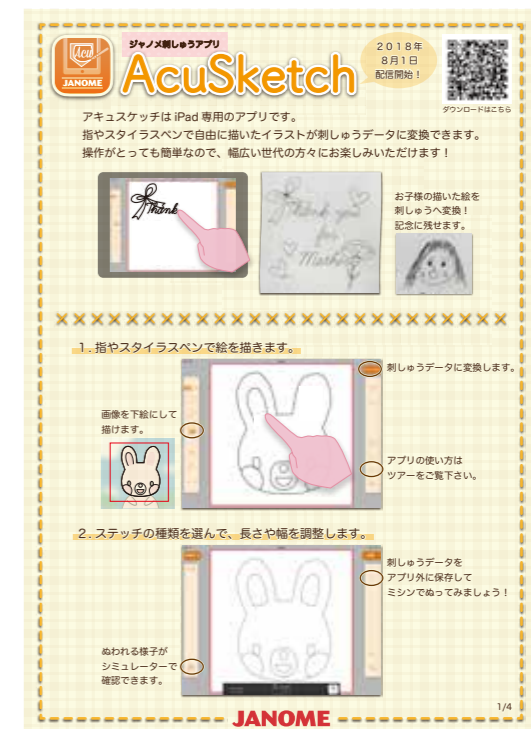 Acu
JANOME
ジャノメ刺しゅうアプリ
AcuSketch
2018年
8月1日
配信開始！
ダウンロードはこちら
アキュスケッチは iPad 専用のアプリです。
指やスタイラスペンで自由に描いたイラストが刺しゅうデータに変換できます。
操作がとっても簡単なので、幅広い世代の方々にお楽しみいただけます！
Thank
Thank you
for
Mother
お子様の描いた絵を
刺しゅうへ変換！
記念に残せます。
1. 指やスタイラスペンで絵を描きます。
刺しゅうデータに変換します。
画像を下絵にして
描けます。
アプリの使い方は
ツアーをご覧下さい。
2. ステッチの種類を選んで、長さや幅を調整します。
刺しゅうデータを
アプリ外に保存して
ミシンでぬってみましょう！
ぬわれる様子が
シミュレーターで
確認できます。
1/4
JANOME